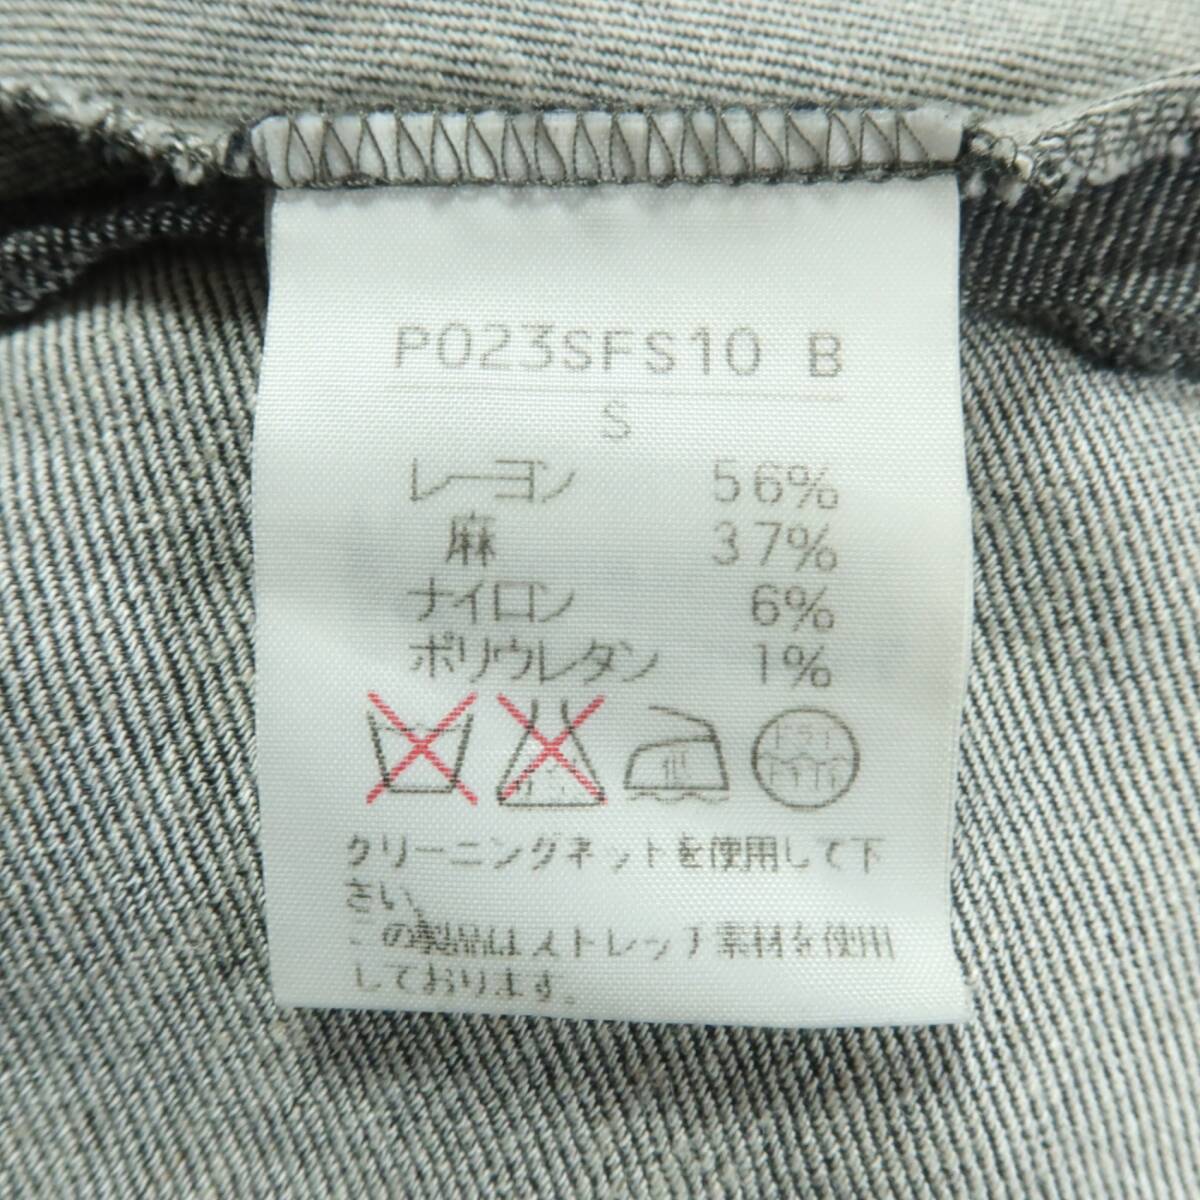 P023SFS10 B
S
レーヨン 56%
麻 37%
ナイロン 6%
ポリウレタン 1%
クリーニングネットを使用して下
さい。
この製品はストレッチ素材を使用
しております。